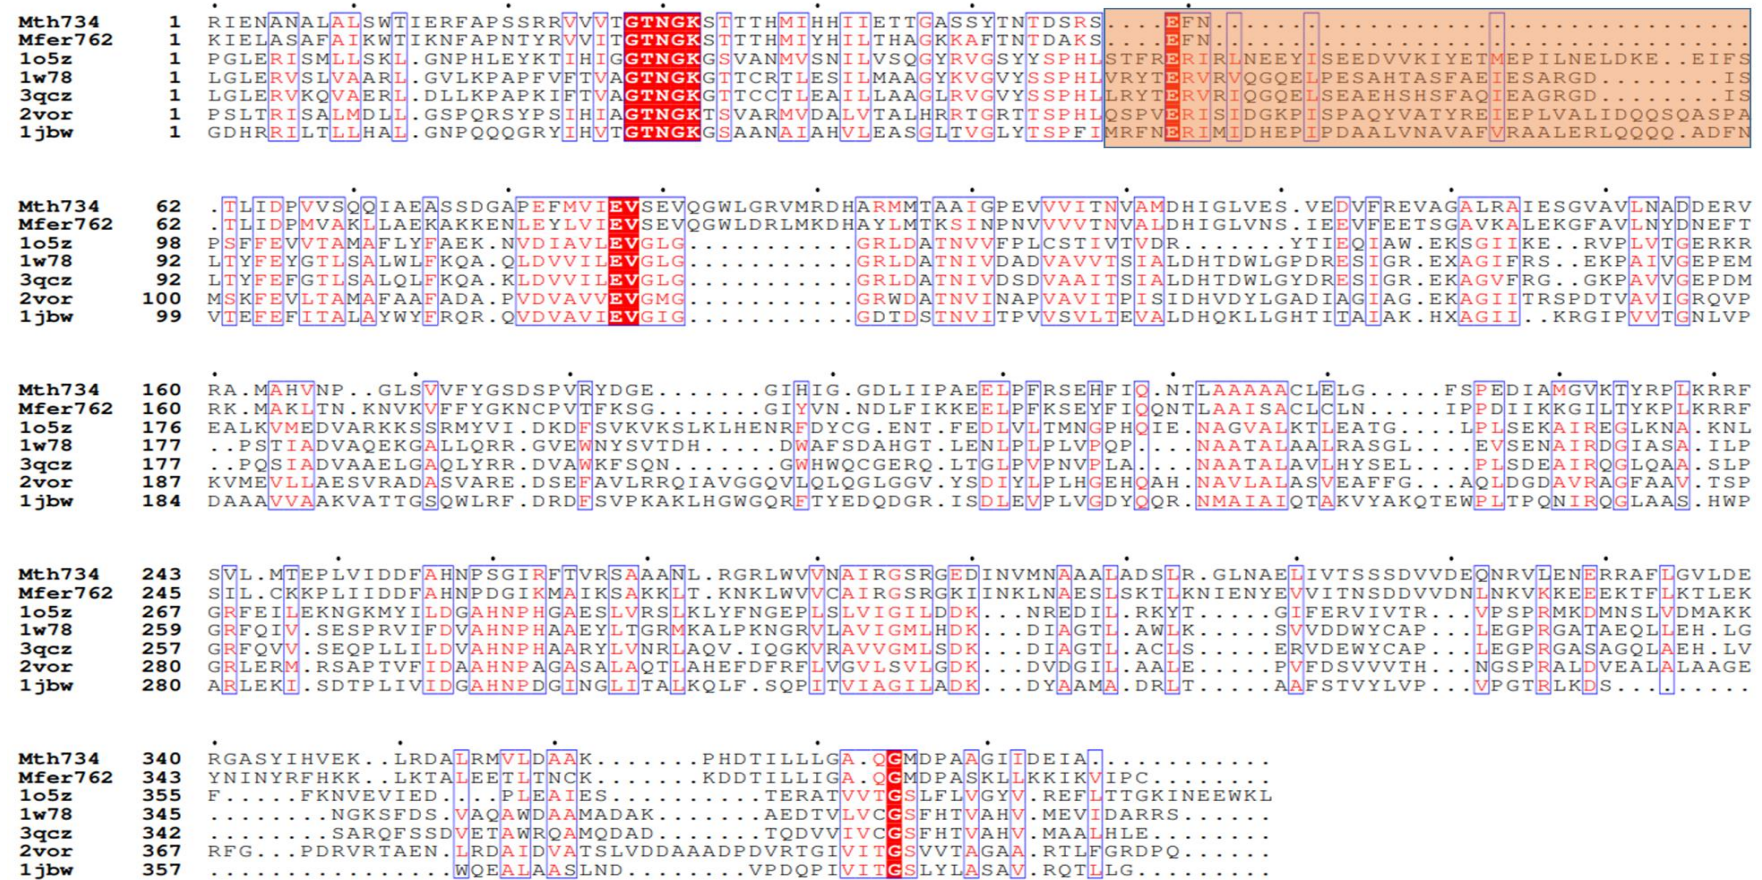 Mth734 1 RIENANALALSWTIERFAPSSRRVVVTGTNGKSTTTHMIHHIIETTGASSYTNTDSRS....EFN...................................
Mfer762 1 KIELASAFAIKWTIKNFAPNTYRVVITGTNGKSTTTHMIYHILTHAGKKAFTNTDAKS....EFN...................................
1o5z 1 PGLERISMLLSKL.GNPHLEYKTIHIGGTNGKGSVANMVSNILVSQGYRVGSYYSPHLSTFRERIRLNEEYISEEDVVKIYETMEPILNELDKE..EIFS
1w78 1 LGLERVSLVAARL.GVLKPAPFVFTVAGTNGKGTTCRTLESILMAAGYKVGVYSSPHLVRYTERVRVQGQELPESAHTASFAEIESARGD........IS
3qcz 1 LGLERVKQVAERL.DLLKPAPKIFTVAGTNGKGTTCCTLEAILLAAGLRVGVYSSPHLLRYTERVRIQGQELSEAEHSHSFAQIEAGRGD........IS
2vor 1 PSLTRISALMDLL.GSPQRSYPSIHIAGTNGKTSVARMVDALVTALHRRTGRTTSPHLQSPVERISIDGKPISPAQYVATYREIEPLVALIDQQSQASPA
1jbw 1 GDHRRILTLLHAL.GNPQQQGRYIHVTGTNGKGSAANAIAHVLEASGLTVGLYTSPFIMRFNERIMIDHEPIPDAALVNAVAFVRAALERLQQQQQ.ADFN
Mth734 62 .TLIDPVVVSQQIAEASSDGAPEFMVIEVSEVQGWLGRVMRDHARMMTAAIGPEVVVITNVAMDHIGLVES.VEDVFREVAGALRAIESGVAVLNADDERV
Mfer762 62 .TLIDPMVAKLLAEKAKKENLEYLVIEVSEVQGWLDRLMKDHAYLMTKSINPNVVVVTNVALDHIGLVNS.IEEVFEETSGAVKALEKGFAVLNYDNEFT
1o5z 98 PSFFEVVTAMAFLYFAEK.NVDIAVLEVGLG...........GRLDATNVVFPLCSTIVTVDR.......YTIEQIAW.EKSGIIKE..RVPLVTGERKR
1w78 92 LTYFEYGTLSALWLFKQA.QLDVVILEVGLG...........GRLDATNIVDADVAVVTSIALDHTDWLGPDRESIGR.EXAGIFRS..EKPAIVGEPEM
3qcz 92 LTYFEFGTLSALQLFKQA.KLDVVILEVGLG...........GRLDATNIVDSDVAAITSIALDHTDWLGYDRESIGR.EKAGVFRG..GKPAVVGEPDM
2vor 100 MSKFEVLTAMAFAAFADA.PVDVAVVEVGMG...........GRWDATNVINAPVAVITPISIDHVDYLGADIAGIAG.EKAGIITRSPDTVAVIGRQVP
1jbw 99 VTEFEFITALAYWYFRQR.QVDVAVIEVGIG...........GDTDSTNVITPVVSVLTEVALDHQKLLGHTITAIAK.HXAGII..KRGIPVVTGNLVP
Mth734 160 RA.MAHVNP..GLSVVFYGSDSPVRYDGE.......GIHIG.GDLIIPAEELPFRSEHFIQ.NTLAAAAACLELG.....FSPEDIAMGVKTYRPLKRRF
Mfer762 160 RK.MAKLTN.KNVKVFFYGKNCPVTFKSG.......GIYVN.NDLFIKKEELPFKSEYFIQQNTLAAISACLCLN.....IPPDIIKKGILTYKPLKRRF
1o5z 176 EALKVMEDVARKKSSRMYVI.DKDFSVKVKSLKLHENRFDYCG.ENT.FEDLVLTMNGPHQIE.NAGVALKTLEATG....LPLSEKAIREGLKNA.KNL
1w78 177 ..PSTIADVAQEKGALLQRR.GVEWNYSVTDH.....DWAFSDAHGT.LENLPLPLVPQP....NAATALAALRASGL....EVSENAIRDGIASA.ILP
3qcz 177 ..PQSIADVAAELGAQLYRR.DVAWKFSQN.......GWHWQCGERQ.LTGLPVPNVPLA....NAATALAVLHYSEL....PLSDEAIRQGLQAA.SLP
2vor 187 KVMEVLLAESVRADASVARE.DSEFAVLRRQIAVGGQVLQLQGLGGV.YSDIYLPLHGEHQAH.NAVLALASVEAFFG...AQLDGDAVRAGFAAV.TSP
1jbw 184 DAAAVVAAKVATTGSQWLRF.DRDFSVPKAKLHGWGQRFTYEDQDGR.ISDLEVPLVGDYQQR.NMAIAIQTAKVYAKQTEWPLTPQNIRQGLAAS.HWP
Mth734 243 SVL.MTEPLVIDDFAHNPSGIRFTVRSAAANL.RGRLWVVNAIRGSRGEDINVMNAAALADSLR.GLNAELIVTSSSDVVDEQNRVLENERRAFLGVLDE
Mfer762 245 SIL.CKKPLIIDDFAHNPDGIKMAIKSAKKLT.KNKLWVVCAIRGSRGKIINKLNAESLSKTLKNIENYEVVITNSDDVVDNLNKVKKEEEKTFLKTLEK
1o5z 267 GRFEILEKNGKMYILDGAHNPHGAESLVRSLKLYFNGEPLSLVIGILDDK...NREDIL.RKYT.....GIFERVIVTR...VPSPRMKDMNSLVDMAKK
1w78 259 GRFQIV.SESPRVIFDVAHNPHAAEYLTGRMKALPKNGRVLAVIGMLHDK...DIAGTL.AWLK.....SVVDDWYCAP...LEGPRGATAEQLLEH.LG
3qcz 257 GRFQVV.SEQPLLILDVAHNPHAARYLVNRLAQV.IQGKVRAVVGMLSDK...DIAGTL.ACLS.....ERVDEWYCAP...LEGPRGASAGQLAEH.LV
2vor 280 GRLERM.RSAPTVFIDAAHNPAGASALAQTLAHEFDFRFLVGVLSVLGDK...DVDGIL.AALE.....PVFDSVVVTH...NGSPRALDVEALALAAGE
1jbw 280 ARLEKI.SDTPLIVIDGAHNPDGINGLITALKQLF.SQPITVIAGILADK...DYAAMA.DRLT.....AAFSTVYLVP...VPGTRLKDS.........
Mth734 340 RGASYIHVEK..LRDALRMVLDAAK.......PHDTILLLGA.QGMDPAAGIIDEIA...........
Mfer762 343 YNINYRFHKK..LKTALEETLTNCK.......KDDTILLIGA.QGMDPASKLLKKIKVIPC.......
1o5z 355 F.....FKNVEVIED....PLEAIES..........TERATVVTGSLFLVGYV.REFLTTGKINEEWKL
1w78 345 ........NGKSFDS.VAQAWDAAMADAK.......AEDTVLVCGSFHTVAHV.MEVIDARRS......
3qcz 342 ........SARQFSSDVETAWRQAMQDAD.......TQDVVIVCGSFHTVAHV.MAALHLE........
2vor 367 RFG...PDRVRTAEN.LRDAIDVATSLVDDAAADPDVRTGIVITGSVVTAGAA.RTLFGRDPQ......
1jbw 357 ................WQEALAASLND........VPDQPIVITGSLYLASAV.RQTLLG.........